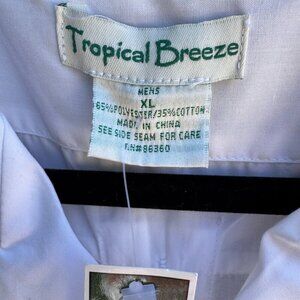 Tropical Breeze
MENS
XL
65%POLYESTER/35%COTTON
MADE IN CHINA
SEE SIDE SEAM FOR CARE
RN#86360